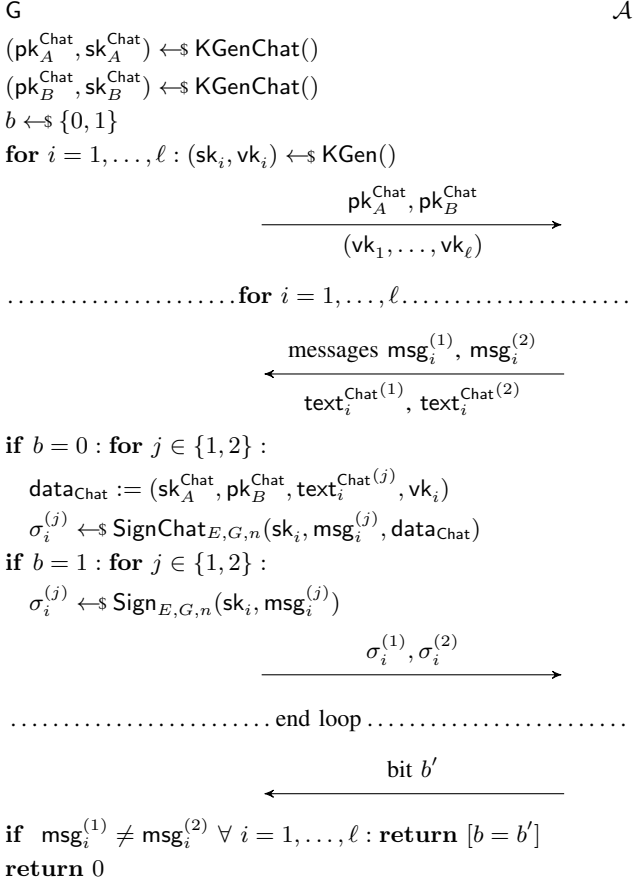 G 𝒜
(pk_A^Chat, sk_A^Chat) ←$ KGenChat()
(pk_B^Chat, sk_B^Chat) ←$ KGenChat()
b ←$ {0, 1}
for i = 1, . . . , ℓ : (sk_i, vk_i) ←$ KGen()
pk_A^Chat, pk_B^Chat
(vk_1, . . . , vk_ℓ)
for i = 1, . . . , ℓ
messages msg_i^(1), msg_i^(2)
text_i^Chat(1), text_i^Chat(2)
if b = 0 : for j ∈ {1, 2} :
data_Chat := (sk_A^Chat, pk_B^Chat, text_i^Chat(j), vk_i)
σ_i^(j) ←$ SignChat_{E,G,n}(sk_i, msg_i^(j), data_Chat)
if b = 1 : for j ∈ {1, 2} :
σ_i^(j) ←$ Sign_{E,G,n}(sk_i, msg_i^(j))
σ_i^(1), σ_i^(2)
end loop
bit b′
if msg_i^(1) ≠ msg_i^(2) ∀ i = 1, . . . , ℓ : return [b = b′]
return 0